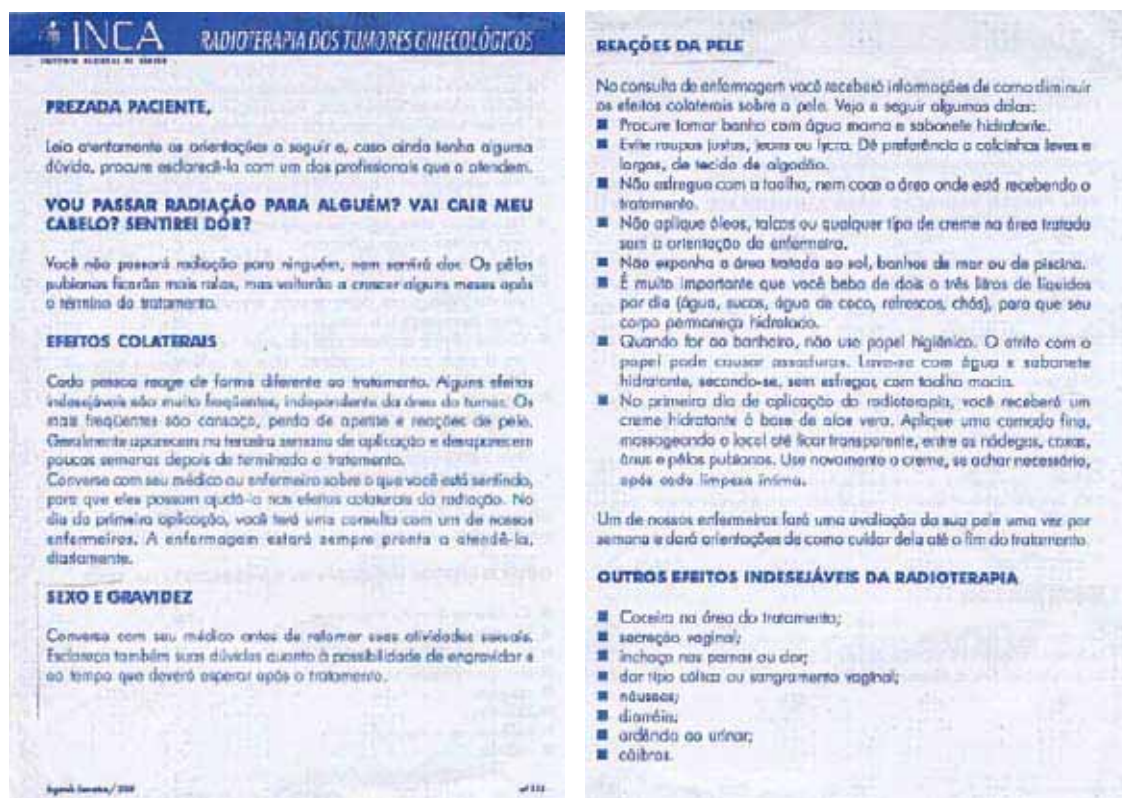 INCA
RADIOTERAPIA DOS TUMORES GINECOLÓGICOS
INSTITUTO NACIONAL DE CÂNCER
PREZADA PACIENTE,
Leia atentamente as orientações a seguir e, caso ainda tenha alguma
dúvida, procure esclarecê-la com um dos profissionais que a atendem.
VOU PASSAR RADIAÇÃO PARA ALGUÉM? VAI CAIR MEU
CABELO? SENTIREI DOR?
Você não passará radiação para ninguém, nem sentirá dor. Os pêlos
pubianos ficarão mais ralos, mas voltarão a crescer alguns meses após
o término do tratamento.
EFEITOS COLATERAIS
Cada pessoa reage de forma diferente ao tratamento. Alguns efeitos
indesejáveis são muito freqüentes, independente da área do tumor. Os
mais freqüentes são cansaço, perda de apetite e reações de pele.
Geralmente aparecem na terceira semana de aplicação e desaparecem
poucas semanas depois de terminado o tratamento.
Converse com seu médico ou enfermeiro sobre o que você está sentindo,
para que eles possam ajudá-la nos efeitos colaterais da radiação. No
dia da primeira aplicação, você terá uma consulta com um de nossos
enfermeiros. A enfermagem estará sempre pronta a atendê-la,
diariamente.
SEXO E GRAVIDEZ
Converse com seu médico antes de retomar suas atividades sexuais.
Esclareça também suas dúvidas quanto à possibilidade de engravidar e
ao tempo que deverá esperar após o tratamento.
REAÇÕES DA PELE
Na consulta de enfermagem você receberá informações de como diminuir
os efeitos colaterais sobre a pele. Veja a seguir algumas delas:
■ Procure tomar banho com água morna e sabonete hidratante.
■ Evite roupas justas, jeans ou lycra. Dê preferência a calcinhas leves e
largas, de tecido de algodão.
■ Não esfregue com a toalha, nem coce a área onde está recebendo o
tratamento.
■ Não aplique óleos, talcos ou qualquer tipo de creme na área tratada
sem a orientação da enfermeira.
■ Não exponha a área tratada ao sol, banhos de mar ou de piscina.
■ É muito importante que você beba de dois a três litros de líquidos
por dia (água, sucos, água de coco, refrescos, chás), para que seu
corpo permaneça hidratado.
■ Quando for ao banheiro, não use papel higiênico. O atrito com o
papel pode causar assaduras. Lave-se com água e sabonete
hidratante, secando-se, sem esfregar, com toalha macia.
■ No primeiro dia de aplicação da radioterapia, você receberá um
creme hidratante à base de aloe vera. Aplique uma camada fina,
massageando o local até ficar transparente, entre as nádegas, coxas,
ânus e pêlos pubianos. Use novamente o creme, se achar necessário,
após cada limpeza íntima.
Um de nossos enfermeiros fará uma avaliação da sua pele uma vez por
semana e dará orientações de como cuidar dela até o fim do tratamento.
OUTROS EFEITOS INDESEJÁVEIS DA RADIOTERAPIA
■ Coceira na área do tratamento;
■ secreção vaginal;
■ inchaço nas pernas ou dor;
■ dor tipo cólica ou sangramento vaginal;
■ náuseas;
■ diarréia;
■ ardência ao urinar;
■ cãibras.